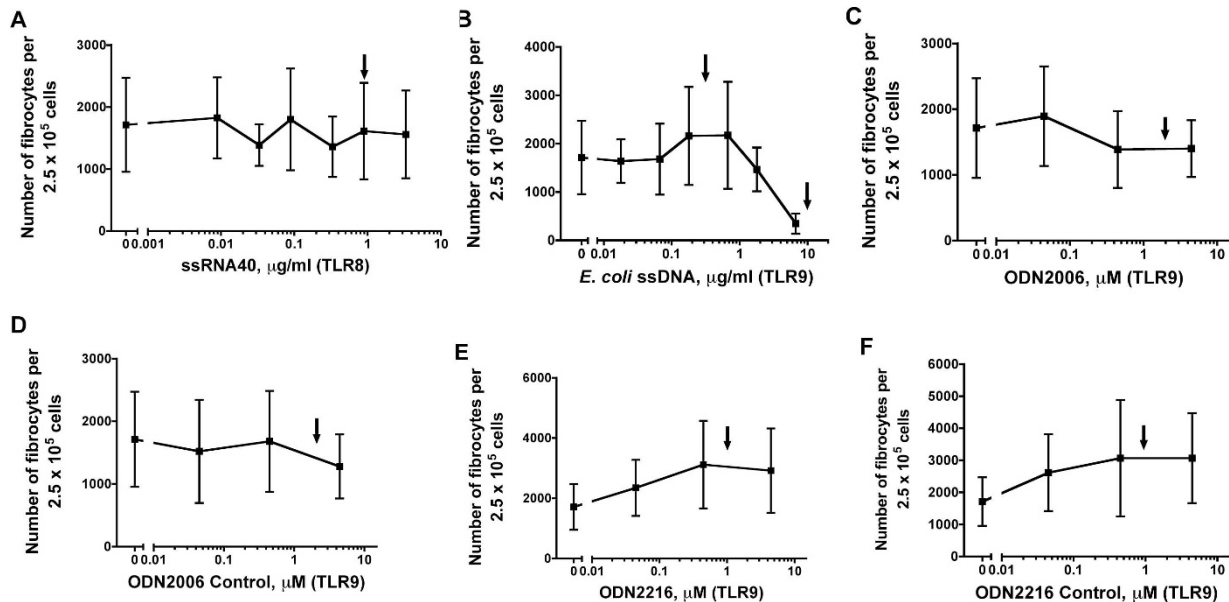 A
Number of fibrocytes per
2.5 x 10⁵ cells
3000
2000
1000
0
0 0.001 0.01 0.1 1 10
ssRNA40, μg/ml (TLR8)
B
Number of fibrocytes per
2.5 x 10⁵ cells
4000
3000
2000
1000
0
0 0.01 0.1 1 10
E. coli ssDNA, μg/ml (TLR9)
C
Number of fibrocytes per
2.5 x 10⁵ cells
3000
2000
1000
0
0 0.01 0.1 1 10
ODN2006, μM (TLR9)
D
Number of fibrocytes per
2.5 x 10⁵ cells
3000
2000
1000
0
0 0.01 0.1 1 10
ODN2006 Control, μM (TLR9)
E
Number of fibrocytes per
2.5 x 10⁵ cells
6000
4000
2000
0
0 0.01 0.1 1 10
ODN2216, μM (TLR9)
F
Number of fibrocytes per
2.5 x 10⁵ cells
6000
5000
4000
3000
2000
1000
0
0 0.01 0.1 1 10
ODN2216 Control, μM (TLR9)